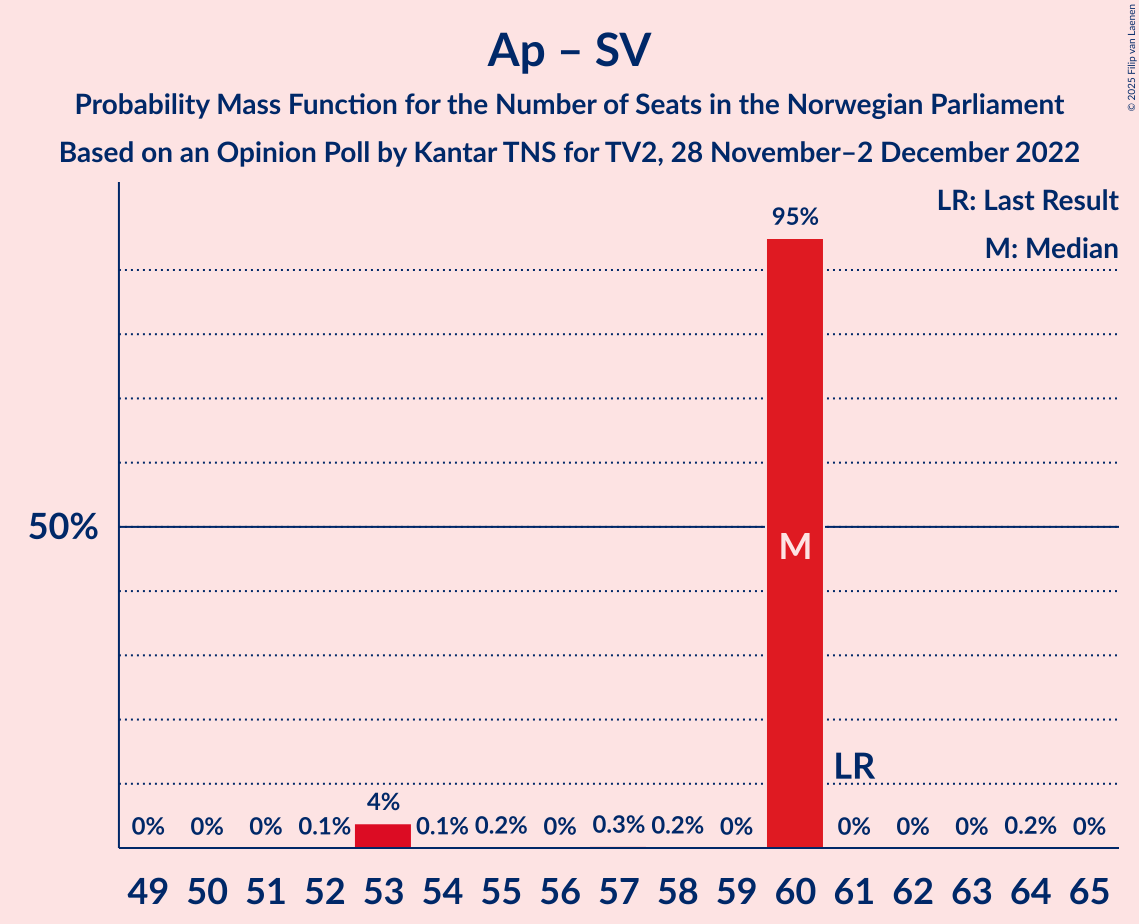 Ap – SV
Probability Mass Function for the Number of Seats in the Norwegian Parliament
Based on an Opinion Poll by Kantar TNS for TV2, 28 November–2 December 2022
© 2025 Filip van Laenen
LR: Last Result
M: Median
95%
50%
M
LR
4%
0% 0% 0% 0.1% 0.1% 0.2% 0% 0.3% 0.2% 0% 0% 0% 0% 0.2% 0%
49 50 51 52 53 54 55 56 57 58 59 60 61 62 63 64 65